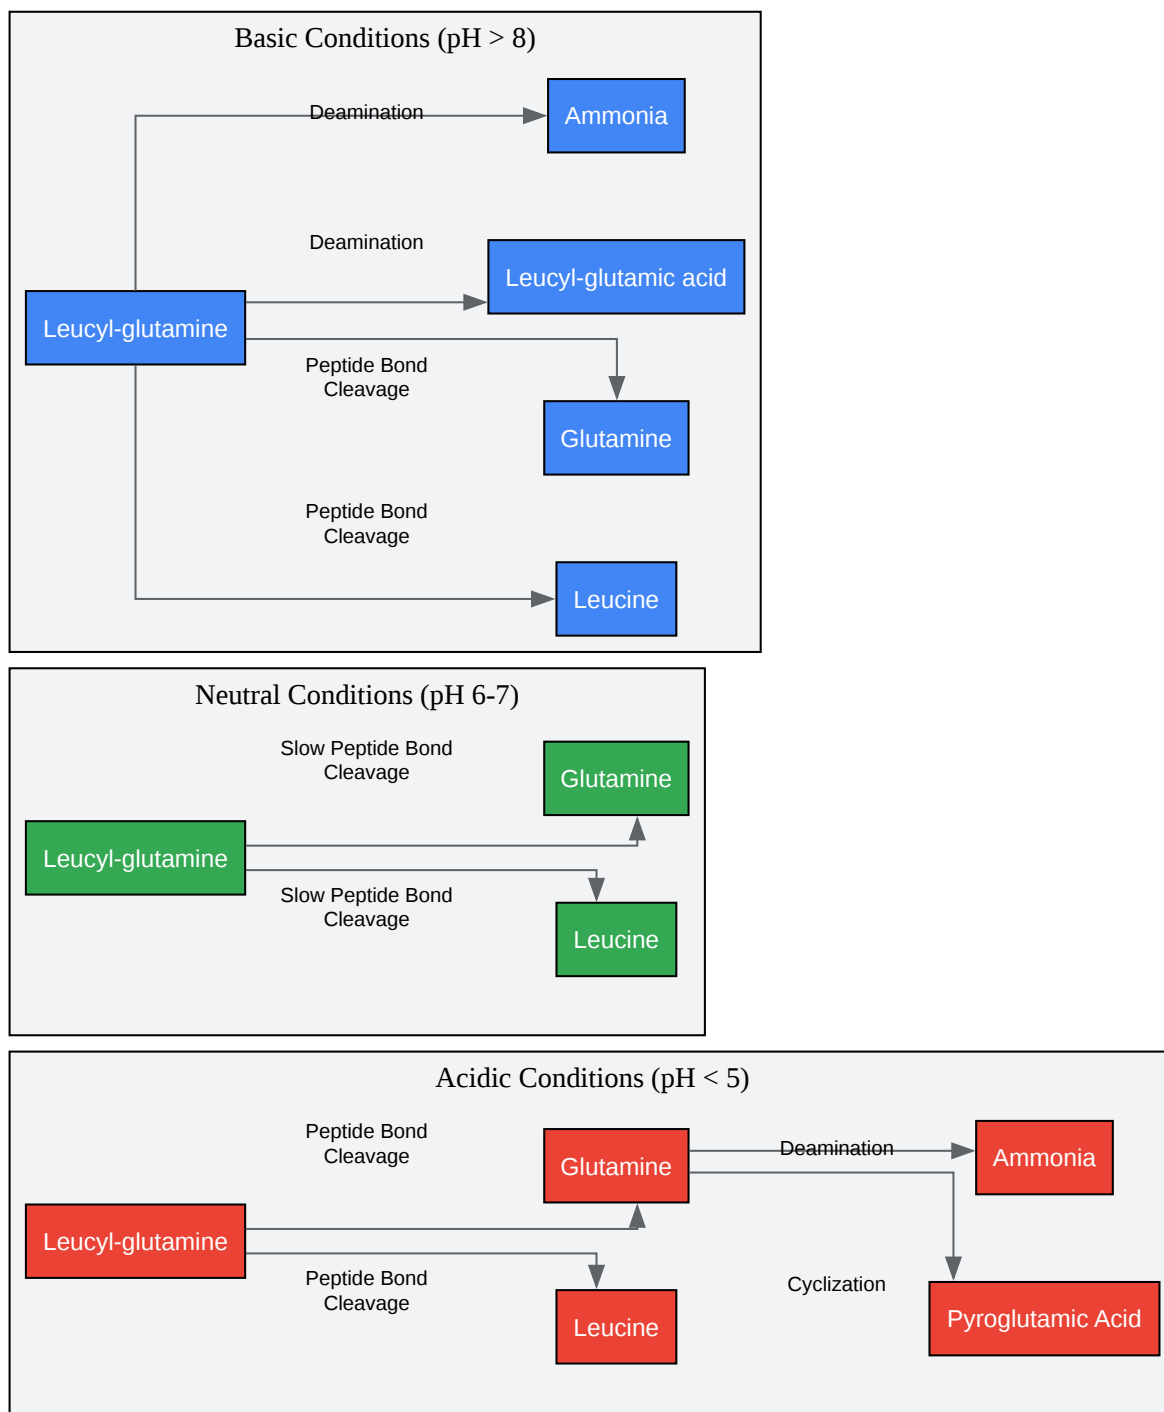 Basic Conditions (pH > 8)
Deamination
Ammonia
Deamination
Leucyl-glutamic acid
Leucyl-glutamine
Peptide Bond
Cleavage
Glutamine
Peptide Bond
Cleavage
Leucine
Neutral Conditions (pH 6-7)
Slow Peptide Bond
Cleavage
Glutamine
Leucyl-glutamine
Slow Peptide Bond
Cleavage
Leucine
Acidic Conditions (pH < 5)
Peptide Bond
Cleavage
Glutamine
Deamination
Ammonia
Leucyl-glutamine
Peptide Bond
Cleavage
Leucine
Cyclization
Pyroglutamic Acid